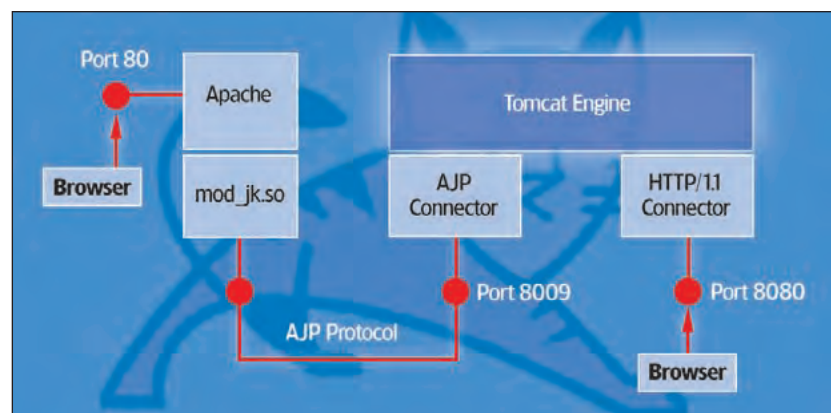 Port 80
Apache
Tomcat Engine
Browser
mod_jk.so
AJP
Connector
HTTP/1.1
Connector
Port 8009
Port 8080
AJP Protocol
Browser